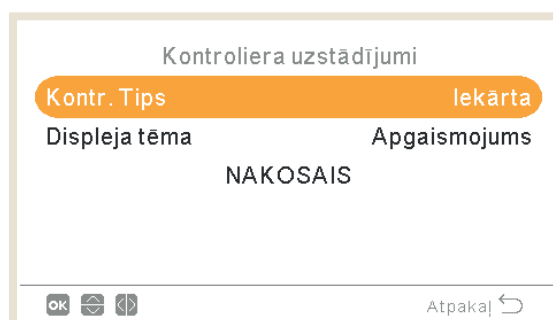 Kontroliera uzstādījumi
Kontr. Tips Iekārta
Displeja tēma Apgaismojums
NAKOSAIS
OK Atpakaļ